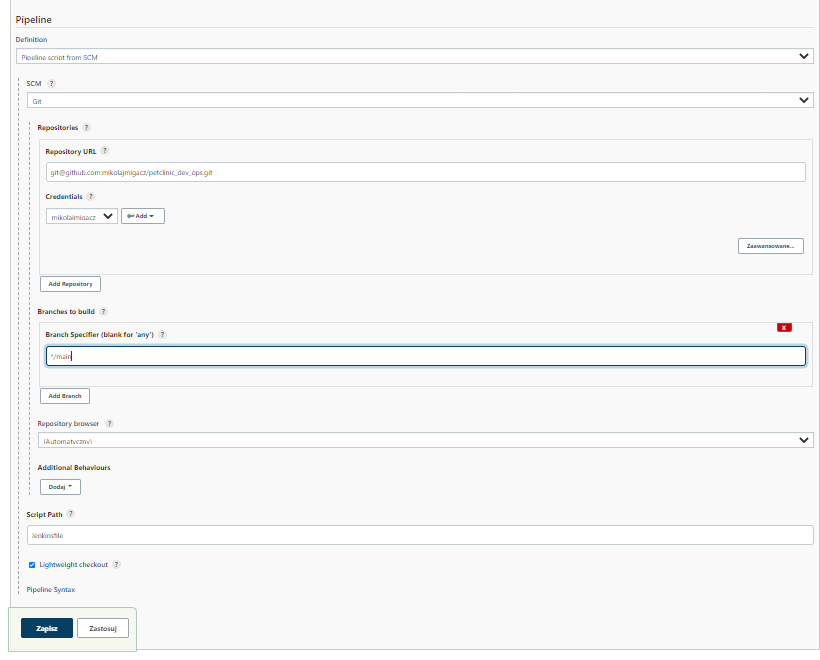 Pipeline
Definition
Pipeline script from SCM
SCM ?
Git
Repositories ?
Repository URL ?
git@github.com:mikolajmigacz/petclinic_dev_ops.git
Credentials ?
mikolajmigacz Add
Zaawansowane...
Add Repository
Branches to build ?
X
Branch Specifier (blank for 'any') ?
*/main
Add Branch
Repository browser ?
(Automatyczny)
Additional Behaviours
Dodaj
Script Path ?
Jenkinsfile
Lightweight checkout ?
Pipeline Syntax
Zapisz Zastosuj